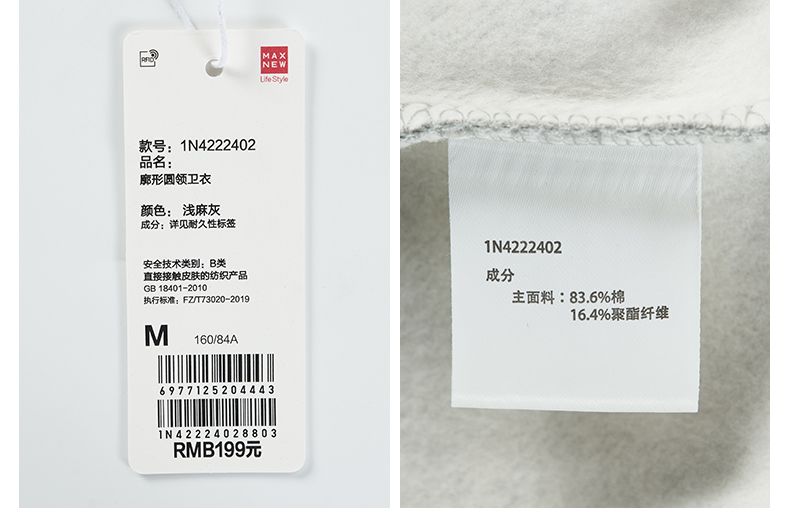 RFID
MAX
NEW
Life Style
款号：1N4222402
品名：
廓形圆领卫衣
颜色：浅麻灰
成分：详见耐久性标签
安全技术类别：B类
直接接触皮肤的纺织产品
GB 18401-2010
执行标准：FZ/T73020-2019
M 160/84A
6977125204443
1N42224028803
RMB199元
1N4222402
成分
主面料：83.6%棉
16.4%聚酯纤维